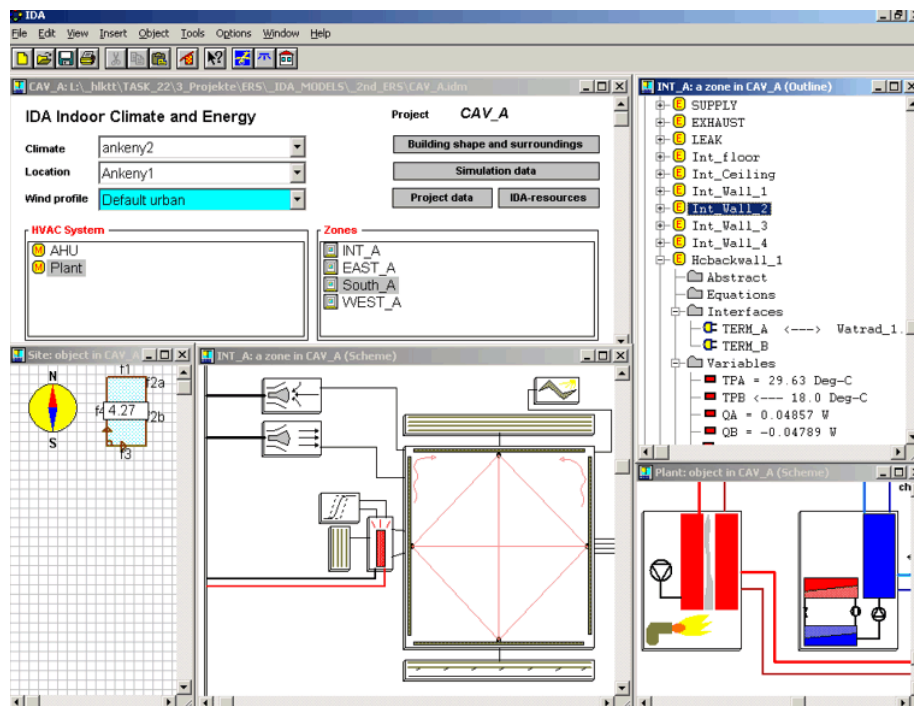 IDA
File Edit View Insert Object Tools Options Window Help
CAV_A: L:\_hlktt\TASK_22\3_Projekte\ERS\_IDA_MODELS\_2nd_ERS\CAV_A.idm
IDA Indoor Climate and Energy
Project CAV_A
Climate ankeny2
Location Ankeny1
Wind profile Default urban
Building shape and surroundings
Simulation data
Project data IDA-resources
HVAC System
AHU
Plant
Zones
INT_A
EAST_A
South_A
WEST_A
INT_A: a zone in CAV_A (Outline)
SUPPLY
EXHAUST
LEAK
Int_floor
Int_Ceiling
Int_Wall_1
Int_Wall_2
Int_Wall_3
Int_Wall_4
Hcbackwall_1
Abstract
Equations
Interfaces
TERM_A <---> Watrad_1.
TERM_B
Variables
TPA = 29.63 Deg-C
TPB <--- 18.0 Deg-C
QA = 0.04857 W
QB = -0.04789 W
Site: object in CAV_A
N
S
f1
f2a
4.27
f2b
f3
INT_A: a zone in CAV_A (Scheme)
Plant: object in CAV_A (Scheme)
ch